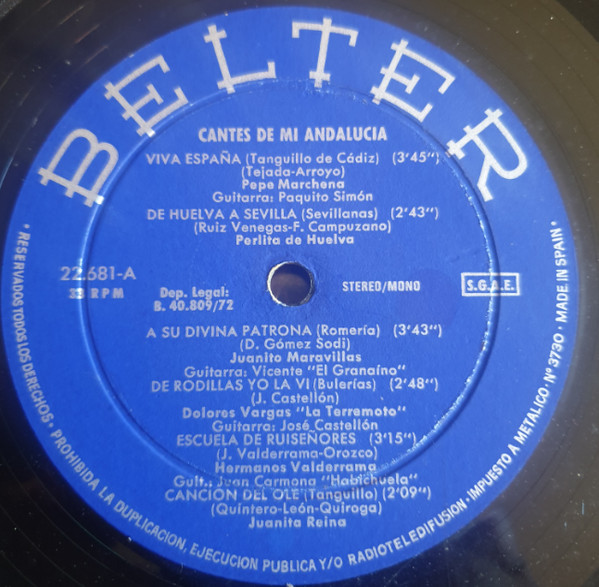 BELTER
CANTES DE MI ANDALUCIA
VIVA ESPAÑA (Tanguillo de Cádiz) (3'45")
(Tejada-Arroyo)
Pepe Marchena
Guitarra: Paquito Simón
DE HUELVA A SEVILLA (Sevillanas) (2'43")
(Ruiz Venegas-F. Campuzano)
Perlita de Huelva
22.681-A
33 RPM
Dep. Legal:
B. 40.809/72
STEREO/MONO
S.G.A.E.
A SU DIVINA PATRONA (Romería) (3'43")
(D. Gómez Sodi)
Juanito Maravillas
Guitarra: Vicente "El Granaíno"
DE RODILLAS YO LA VI (Bulerías) (2'48")
(J. Castellón)
Dolores Vargas "La Terremoto"
Guitarra: José Castellón
ESCUELA DE RUISEÑORES (3'15")
(J. Valderrama-Orozco)
Hermanos Valderrama
Guit.: Juan Carmona "Habichuela"
CANCIÓN DEL OLE (Tanguillo) (2'09")
(Quintero-León-Quiroga)
Juanita Reina
· RESERVADOS TODOS LOS DERECHOS · PROHIBIDA LA DUPLICACION, EJECUCION PUBLICA Y/O RADIOTELEDIFUSION · IMPUESTO A METALICO · Nº 3730 · MADE IN SPAIN ·